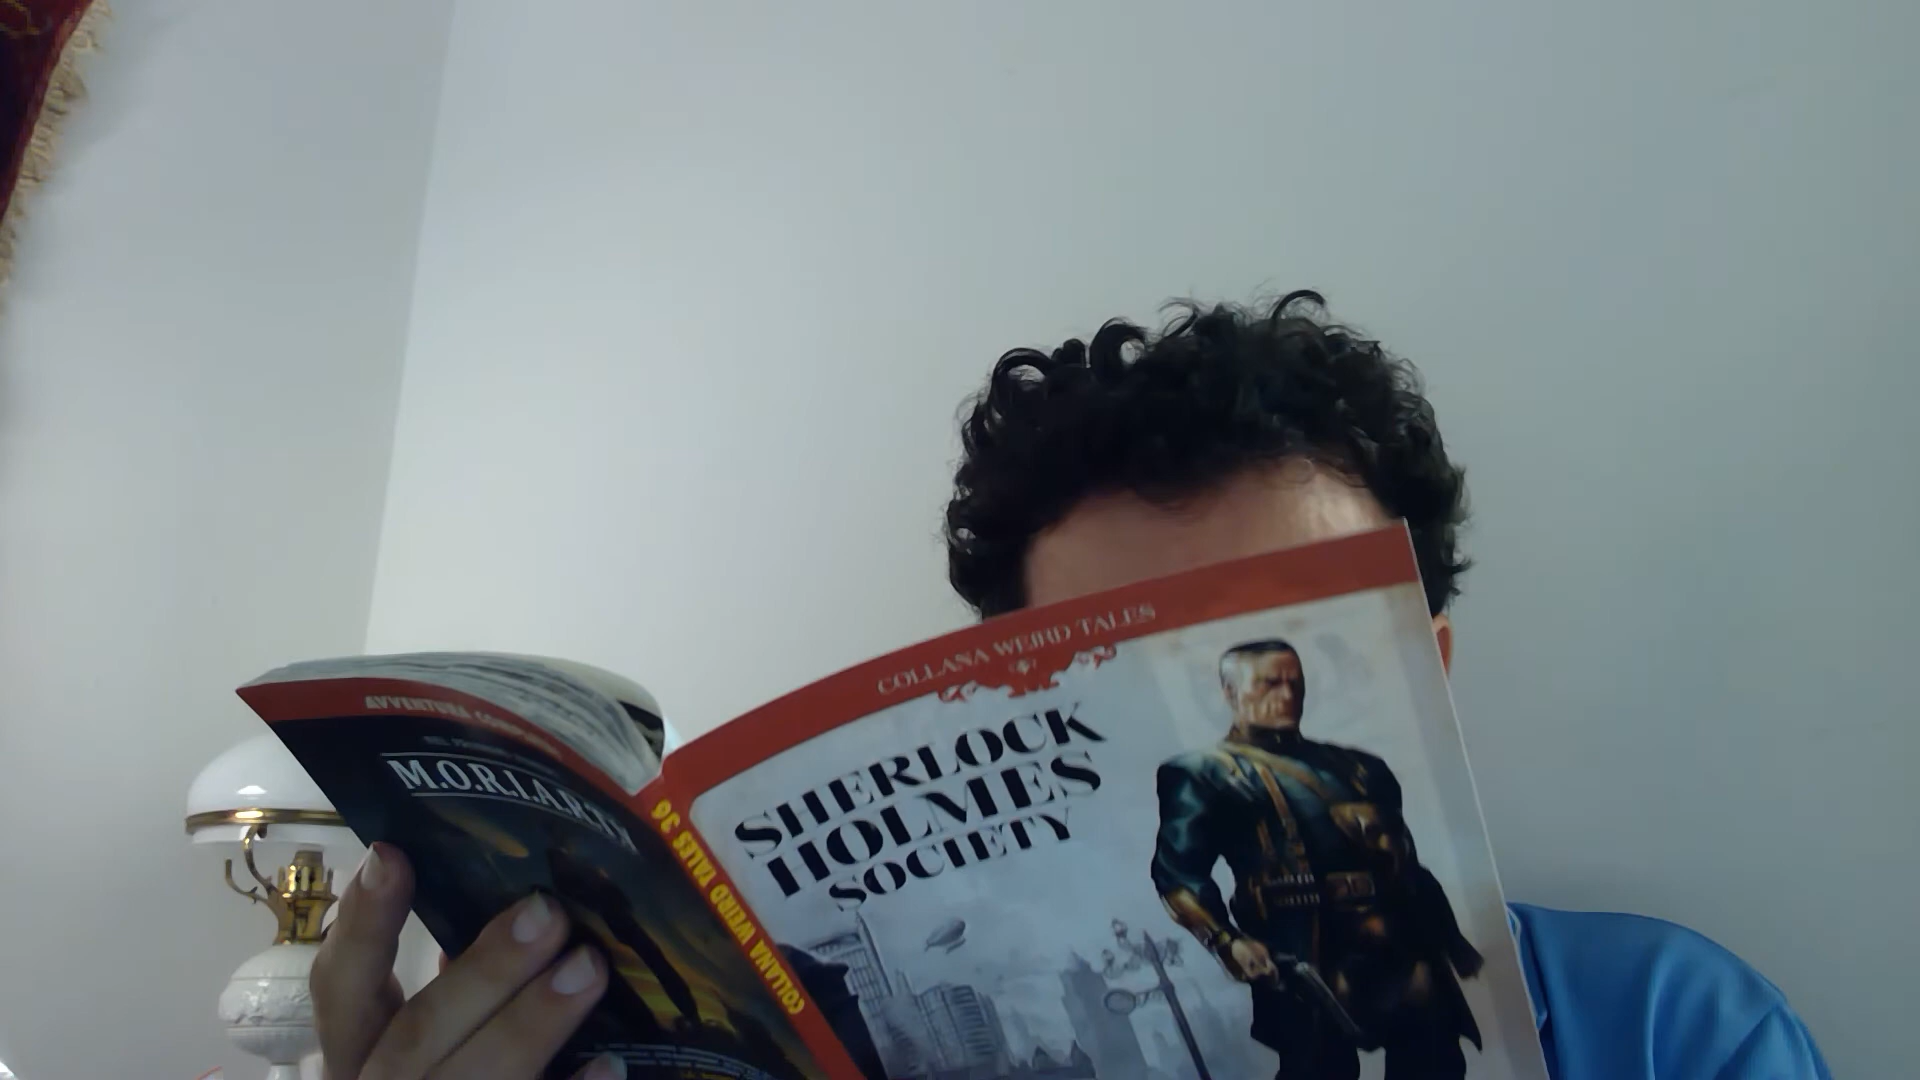 COLLANA WEIRD TALES
SHERLOCK
HOLMES
SOCIETY
COLLANA WEIRD TALES 36
AVVENTURA
M.O.R.I.A.R.T.Y.